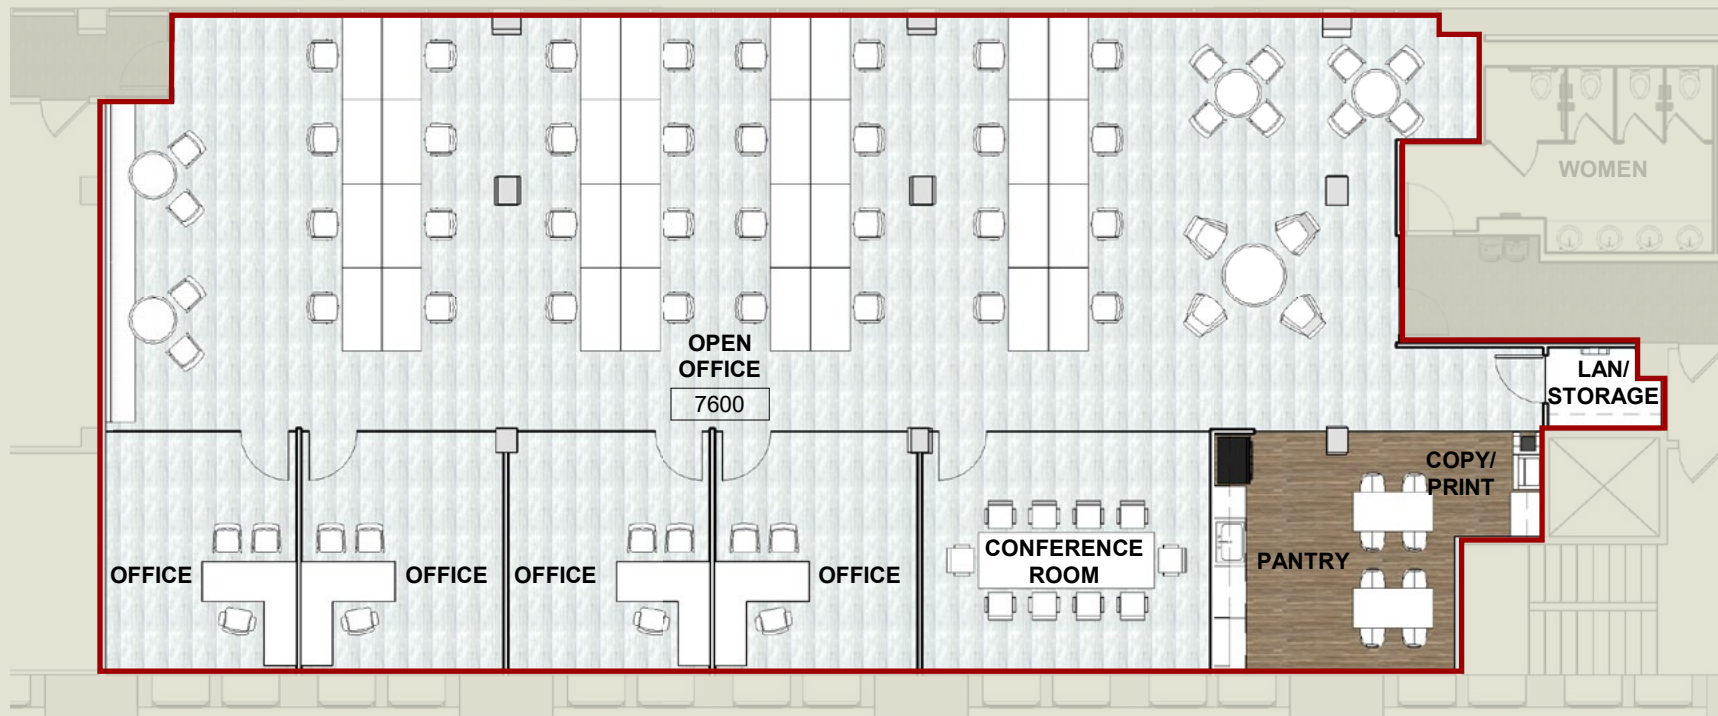 WOMEN
OPEN
OFFICE
7600
LAN/
STORAGE
COPY/
PRINT
OFFICE
OFFICE
OFFICE
OFFICE
CONFERENCE
ROOM
PANTRY